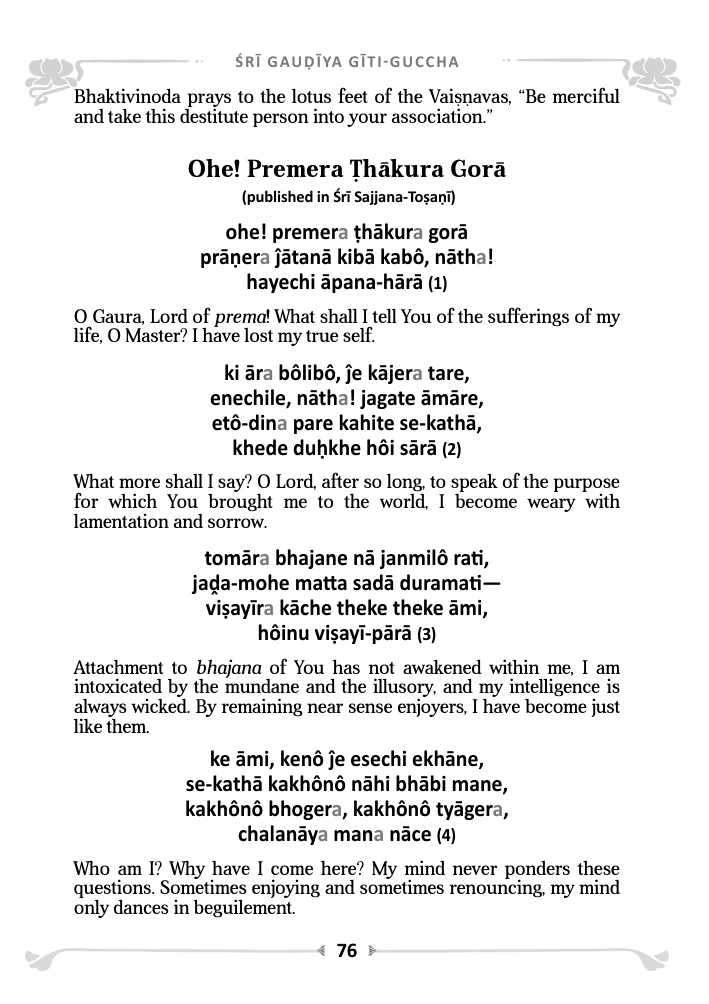 ŚRĪ GAUḌĪYA GĪTI-GUCCHA
Bhaktivinoda prays to the lotus feet of the Vaiṣṇavas, “Be merciful
and take this destitute person into your association.”
Ohe! Premera Ṭhākura Gorā
(published in Śrī Sajjana-Toṣaṇī)
ohe! premera ṭhākura gorā
prāṇera ĵātanā kibā kabô, nātha!
hayechi āpana-hārā (1)
O Gaura, Lord of prema! What shall I tell You of the sufferings of my
life, O Master? I have lost my true self.
ki āra bôlibô, ĵe kājera tare,
enechile, nātha! jagate āmāre,
etô-dina pare kahite se-kathā,
khede duḥkhe hôi sārā (2)
What more shall I say? O Lord, after so long, to speak of the purpose
for which You brought me to the world, I become weary with
lamentation and sorrow.
tomāra bhajane nā janmilô rati,
jaḓa-mohe matta sadā duramati—
viṣayīra kāche theke theke āmi,
hôinu viṣayī-pārā (3)
Attachment to bhajana of You has not awakened within me, I am
intoxicated by the mundane and the illusory, and my intelligence is
always wicked. By remaining near sense enjoyers, I have become just
like them.
ke āmi, kenô ĵe esechi ekhāne,
se-kathā kakhônô nāhi bhābi mane,
kakhônô bhogera, kakhônô tyāgera,
chalanāya mana nāce (4)
Who am I? Why have I come here? My mind never ponders these
questions. Sometimes enjoying and sometimes renouncing, my mind
only dances in beguilement.
76